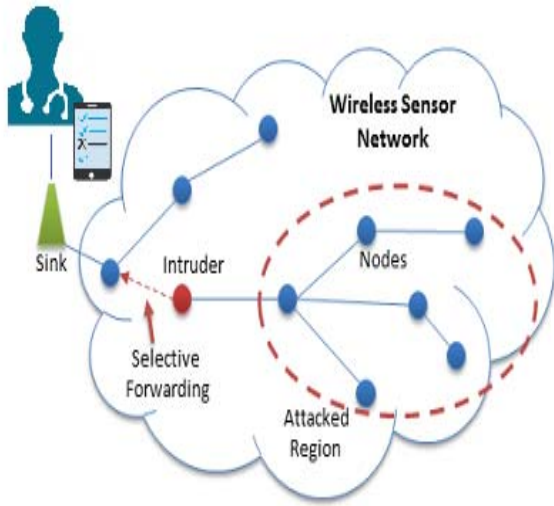 Wireless Sensor
Network
Sink
Intruder
Nodes
Selective
Forwarding
Attacked
Region